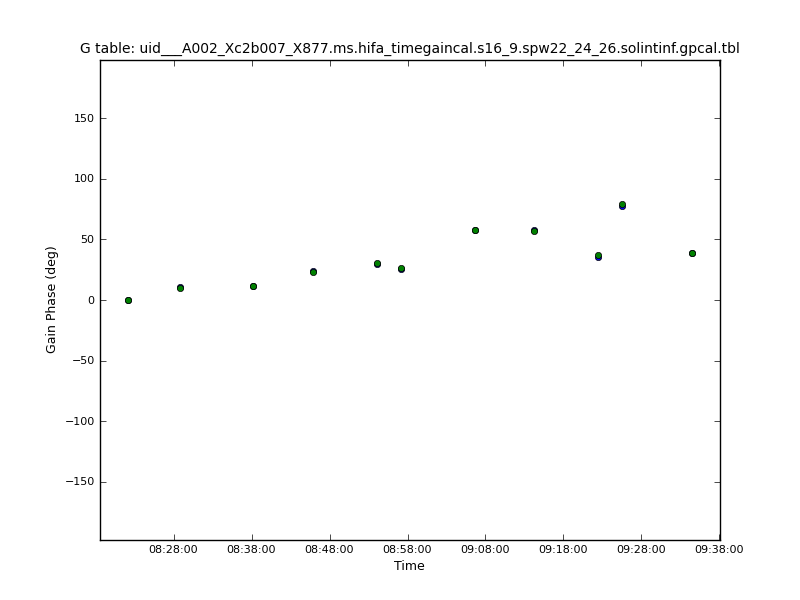 G table: uid___A002_Xc2b007_X877.ms.hifa_timegaincal.s16_9.spw22_24_26.solintinf.gpcal.tbl
150
100
50
0
−50
−100
−150
Gain Phase (deg)
08:28:00 08:38:00 08:48:00 08:58:00 09:08:00 09:18:00 09:28:00 09:38:00
Time